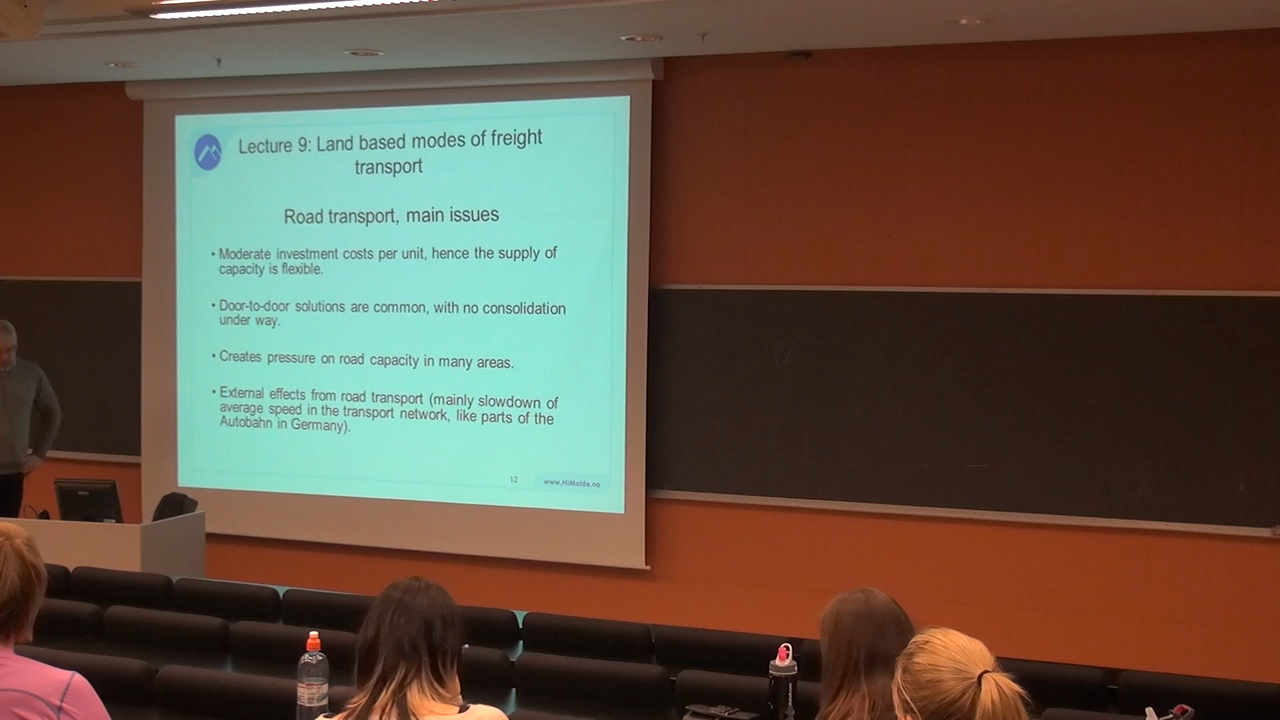 Lecture 9: Land based modes of freight
transport
Road transport, main issues
• Moderate investment costs per unit, hence the supply of
capacity is flexible.
• Door-to-door solutions are common, with no consolidation
under way.
• Creates pressure on road capacity in many areas.
• External effects from road transport (mainly slowdown of
average speed in the transport network, like parts of the
Autobahn in Germany).
12
www.HiMolde.no